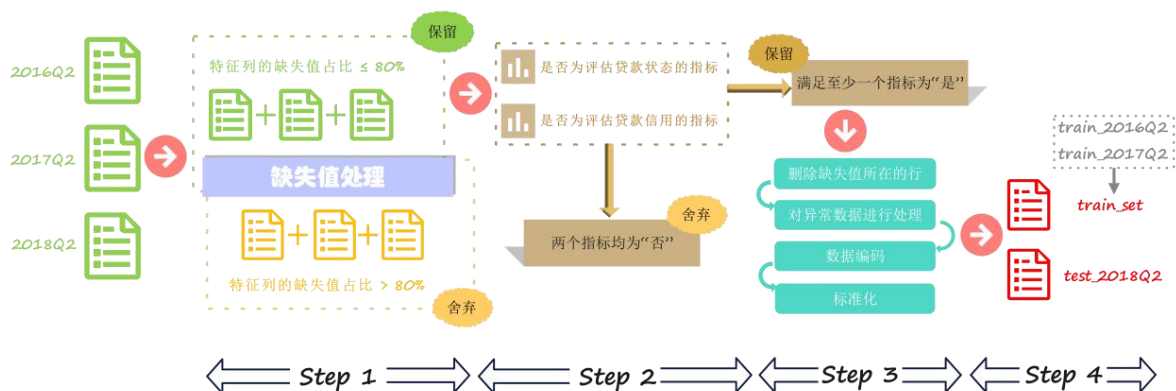 2016Q2
2017Q2
2018Q2
保留
特征列的缺失值占比 ≤ 80%
缺失值处理
特征列的缺失值占比 > 80%
舍弃
是否为评估贷款状态的指标
是否为评估贷款信用的指标
两个指标均为“否”
舍弃
保留
满足至少一个指标为“是”
删除缺失值所在的行
对异常数据进行处理
数据编码
标准化
train_2016Q2
train_2017Q2
train_set
test_2018Q2
Step 1
Step 2
Step 3
Step 4